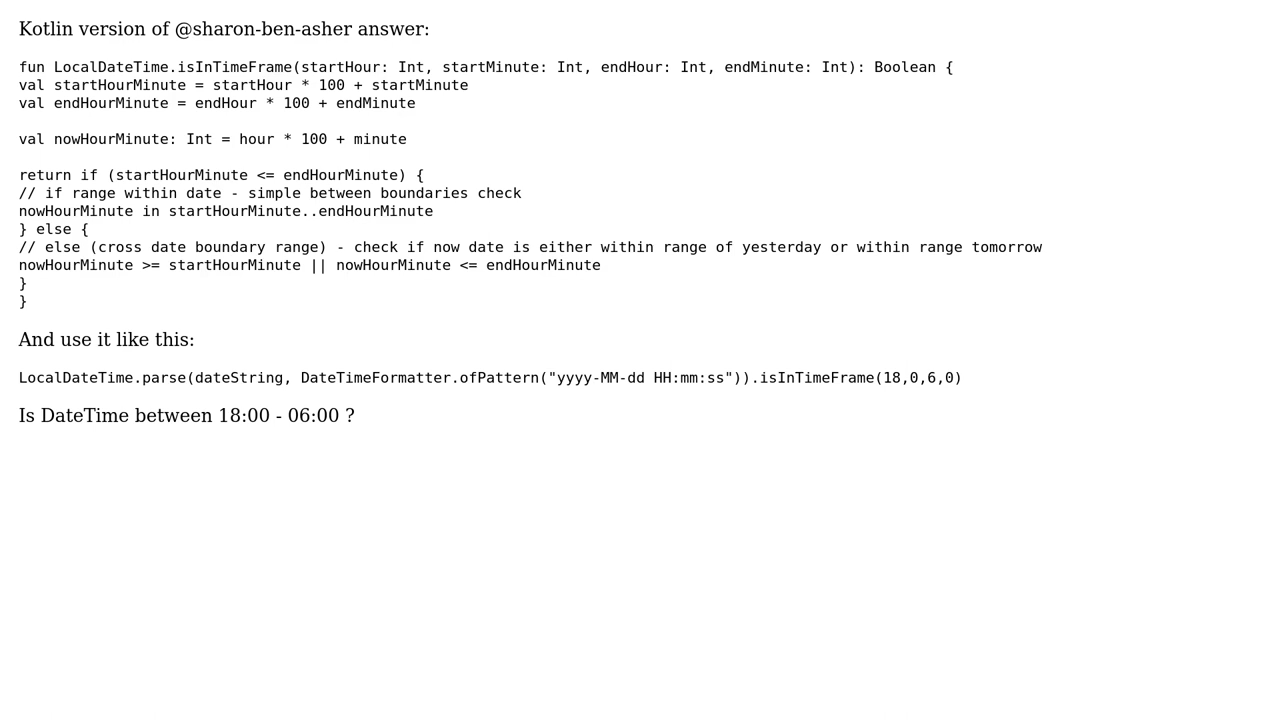 Kotlin version of @sharon-ben-asher answer:
fun LocalDateTime.isInTimeFrame(startHour: Int, startMinute: Int, endHour: Int, endMinute: Int): Boolean {
val startHourMinute = startHour * 100 + startMinute
val endHourMinute = endHour * 100 + endMinute
val nowHourMinute: Int = hour * 100 + minute
return if (startHourMinute <= endHourMinute) {
// if range within date - simple between boundaries check
nowHourMinute in startHourMinute..endHourMinute
} else {
// else (cross date boundary range) - check if now date is either within range of yesterday or within range tomorrow
nowHourMinute >= startHourMinute || nowHourMinute <= endHourMinute
}
}
And use it like this:
LocalDateTime.parse(dateString, DateTimeFormatter.ofPattern("yyyy-MM-dd HH:mm:ss")).isInTimeFrame(18,0,6,0)
Is DateTime between 18:00 - 06:00 ?